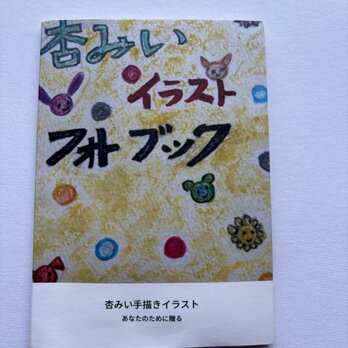 杏みい
イラスト
フォト ブック
杏みい手描きイラスト
あなたのために贈る